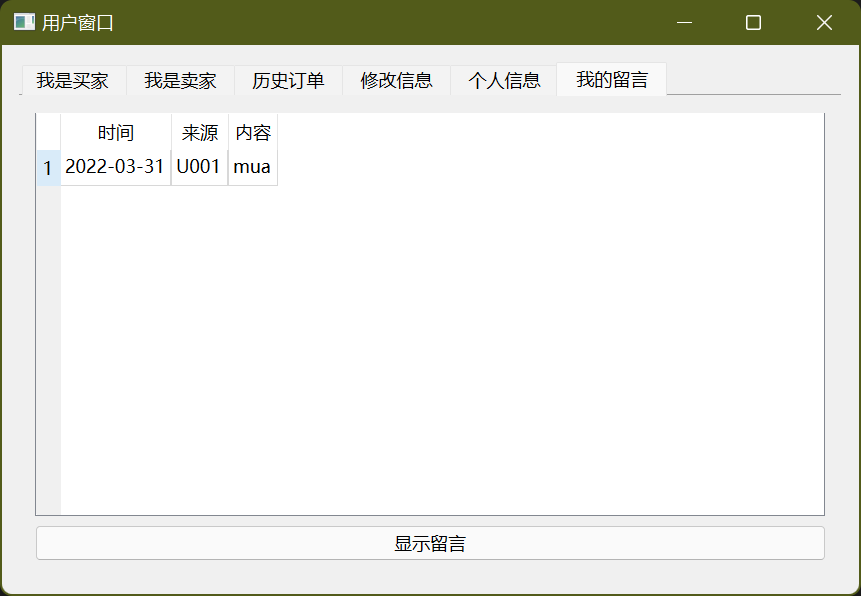 用户窗口
我是买家 我是卖家 历史订单 修改信息 个人信息 我的留言
时间 来源 内容
1 2022-03-31 U001 mua
显示留言